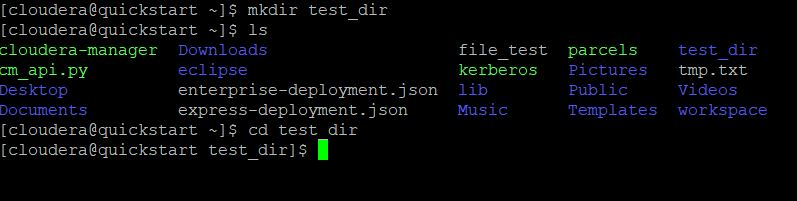 [cloudera@quickstart ~]$ mkdir test_dir
[cloudera@quickstart ~]$ ls
cloudera-manager  Downloads                   file_test  parcels    test_dir
cm_api.py         eclipse                     kerberos   Pictures   tmp.txt
Desktop           enterprise-deployment.json  lib        Public     Videos
Documents         express-deployment.json     Music      Templates  workspace
[cloudera@quickstart ~]$ cd test_dir
[cloudera@quickstart test_dir]$